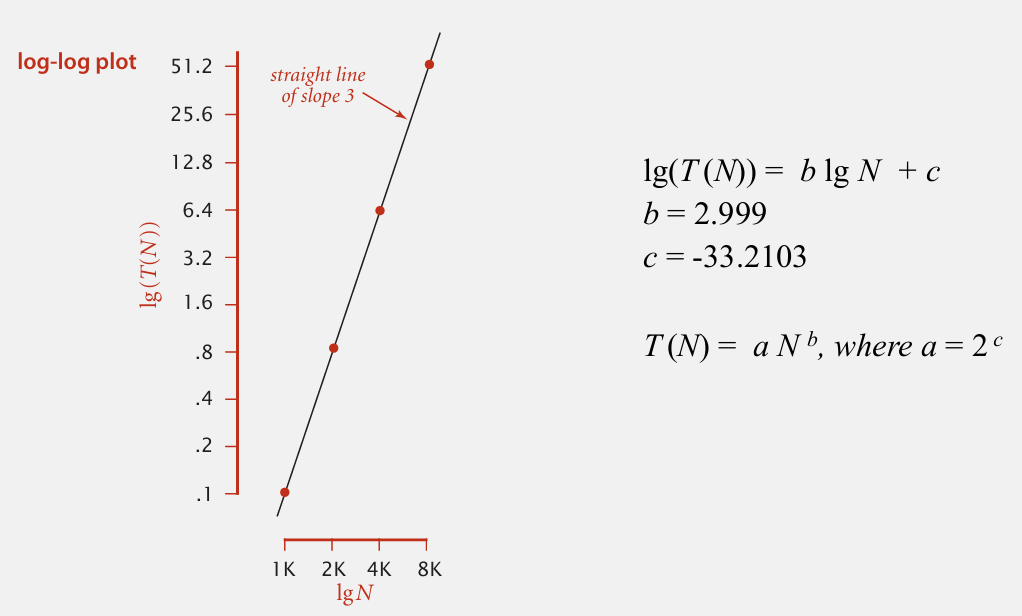 log-log plot
51.2
25.6
12.8
6.4
3.2
1.6
.8
.4
.2
.1
lg(T(N))
straight line
of slope 3
1K 2K 4K 8K
lg N
lg(T(N)) = b lg N + c
b = 2.999
c = -33.2103
T(N) = a N ᵇ, where a = 2 ᶜ